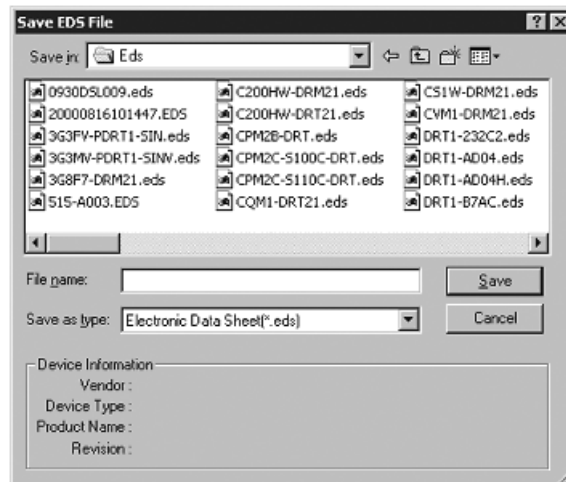 Save EDS File
Save in: Eds
0930DSL009.eds
20000816101447.EDS
3G3FV-PDRT1-SIN.eds
3G3MV-PDRT1-SINV.eds
3G8F7-DRM21.eds
515-A003.EDS
C200HW-DRM21.eds
C200HW-DRT21.eds
CPM2B-DRT.eds
CPM2C-S100C-DRT.eds
CPM2C-S110C-DRT.eds
CQM1-DRT21.eds
CS1W-DRM21.eds
CVM1-DRM21.eds
DRT1-232C2.eds
DRT1-AD04.eds
DRT1-AD04H.eds
DRT1-B7AC.eds
File name:
Save
Save as type: Electronic Data Sheet(*.eds)
Cancel
Device Information
Vendor :
Device Type :
Product Name :
Revision :